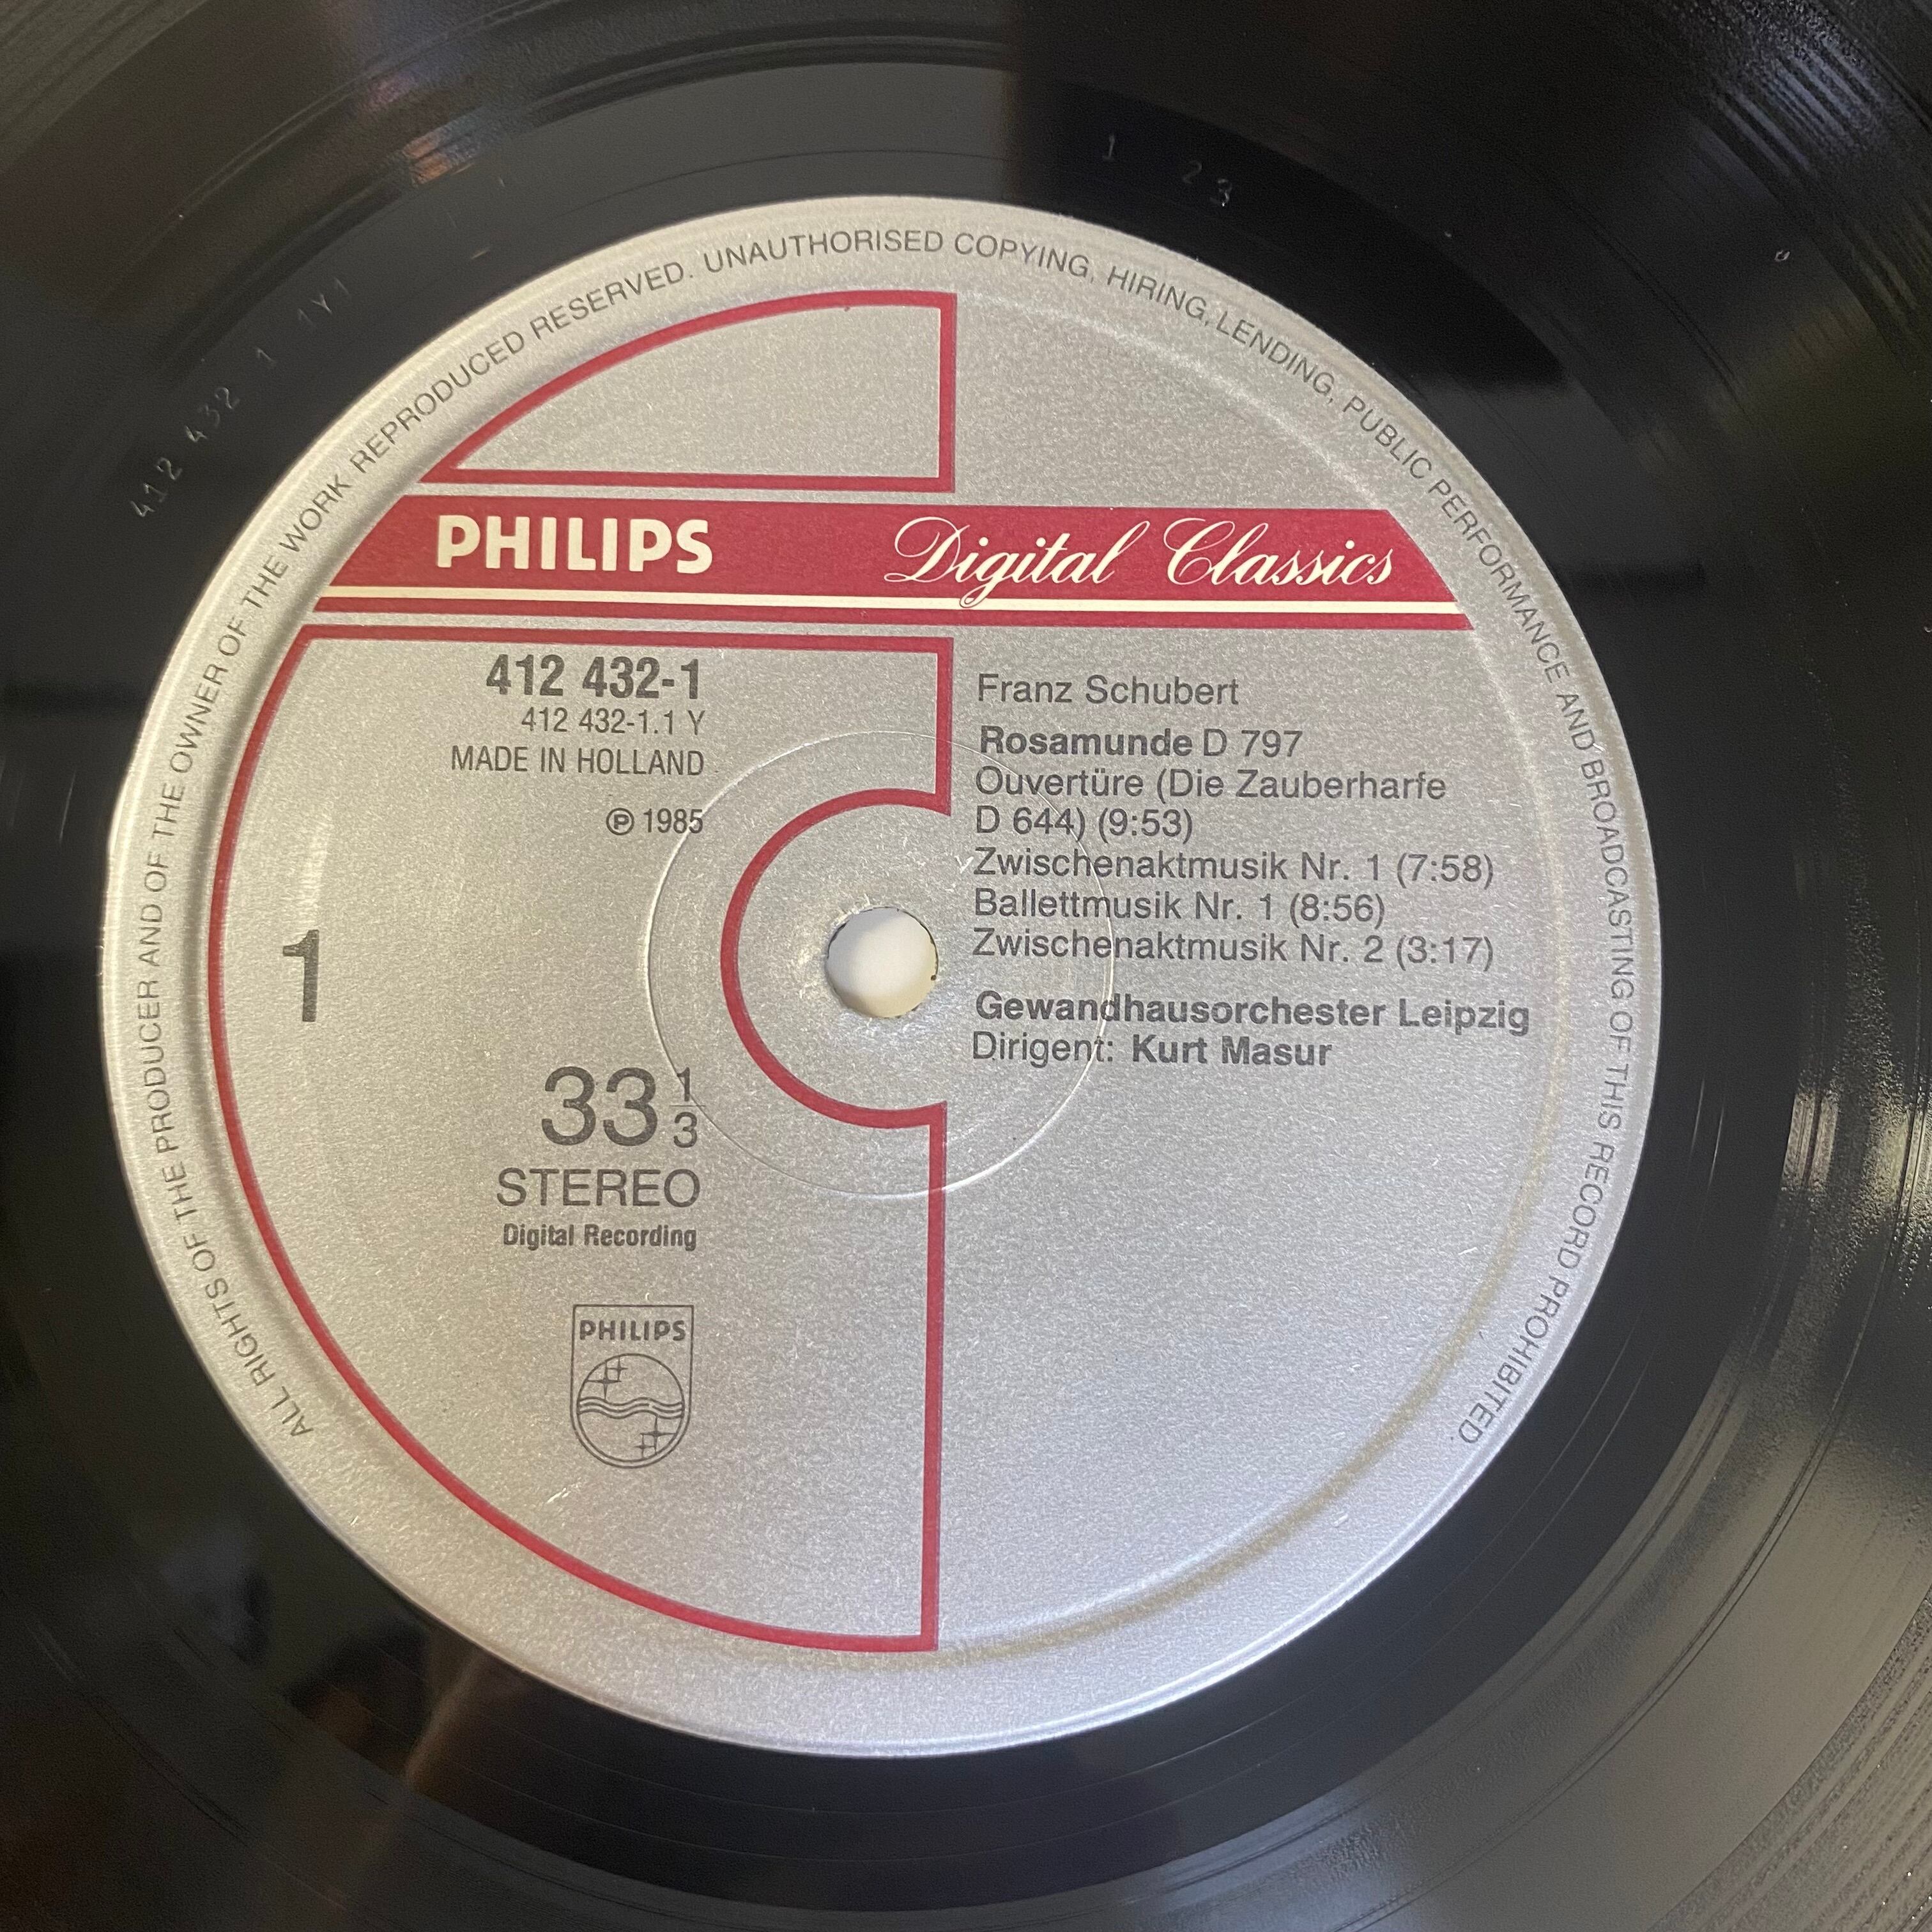 ALL RIGHTS OF THE PRODUCER AND OF THE OWNER OF THE WORK REPRODUCED RESERVED. UNAUTHORISED COPYING, HIRING, LENDING, PUBLIC PERFORMANCE AND BROADCASTING OF THIS RECORD PROHIBITED.
412 432 1 1Y1
1 23
PHILIPS Digital Classics
412 432-1
412 432-1.1 Y
MADE IN HOLLAND
℗ 1985
1
33 1/3
STEREO
Digital Recording
PHILIPS
Franz Schubert
Rosamunde D 797
Ouvertüre (Die Zauberharfe
D 644) (9:53)
Zwischenaktmusik Nr. 1 (7:58)
Ballettmusik Nr. 1 (8:56)
Zwischenaktmusik Nr. 2 (3:17)
Gewandhausorchester Leipzig
Dirigent: Kurt Masur